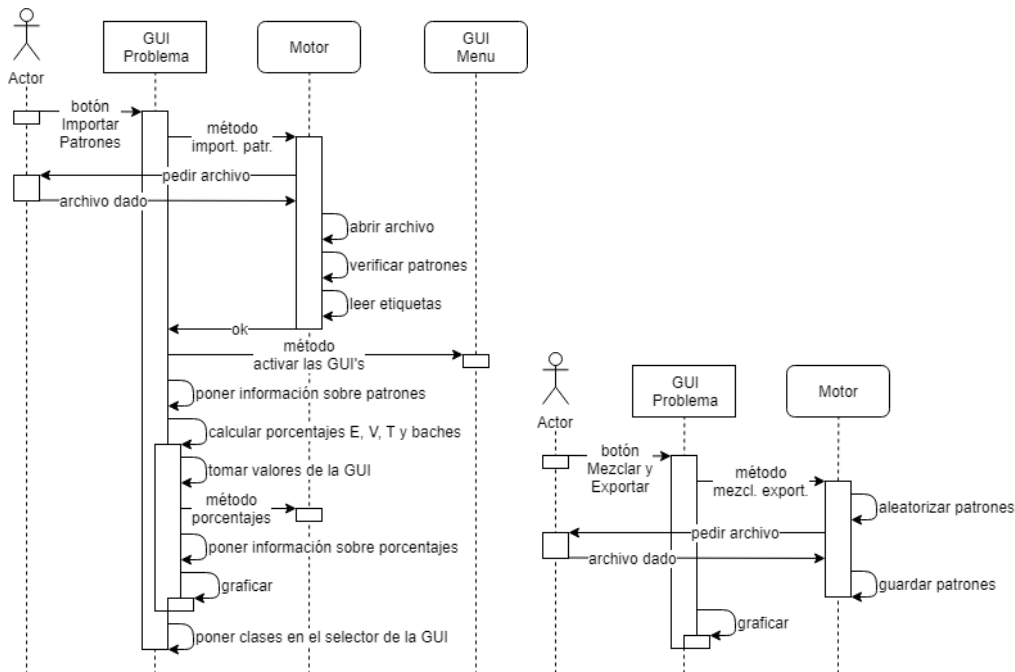 GUI
Problema
Motor
GUI
Menu
Actor
botón
Importar
Patrones
método
import. patr.
pedir archivo
archivo dado
abrir archivo
verificar patrones
leer etiquetas
ok
método
activar las GUI's
poner información sobre patrones
calcular porcentajes E, V, T y baches
tomar valores de la GUI
método
porcentajes
poner información sobre porcentajes
graficar
poner clases en el selector de la GUI
GUI
Problema
Motor
Actor
botón
Mezclar y
Exportar
método
mezcl. export.
aleatorizar patrones
pedir archivo
archivo dado
guardar patrones
graficar